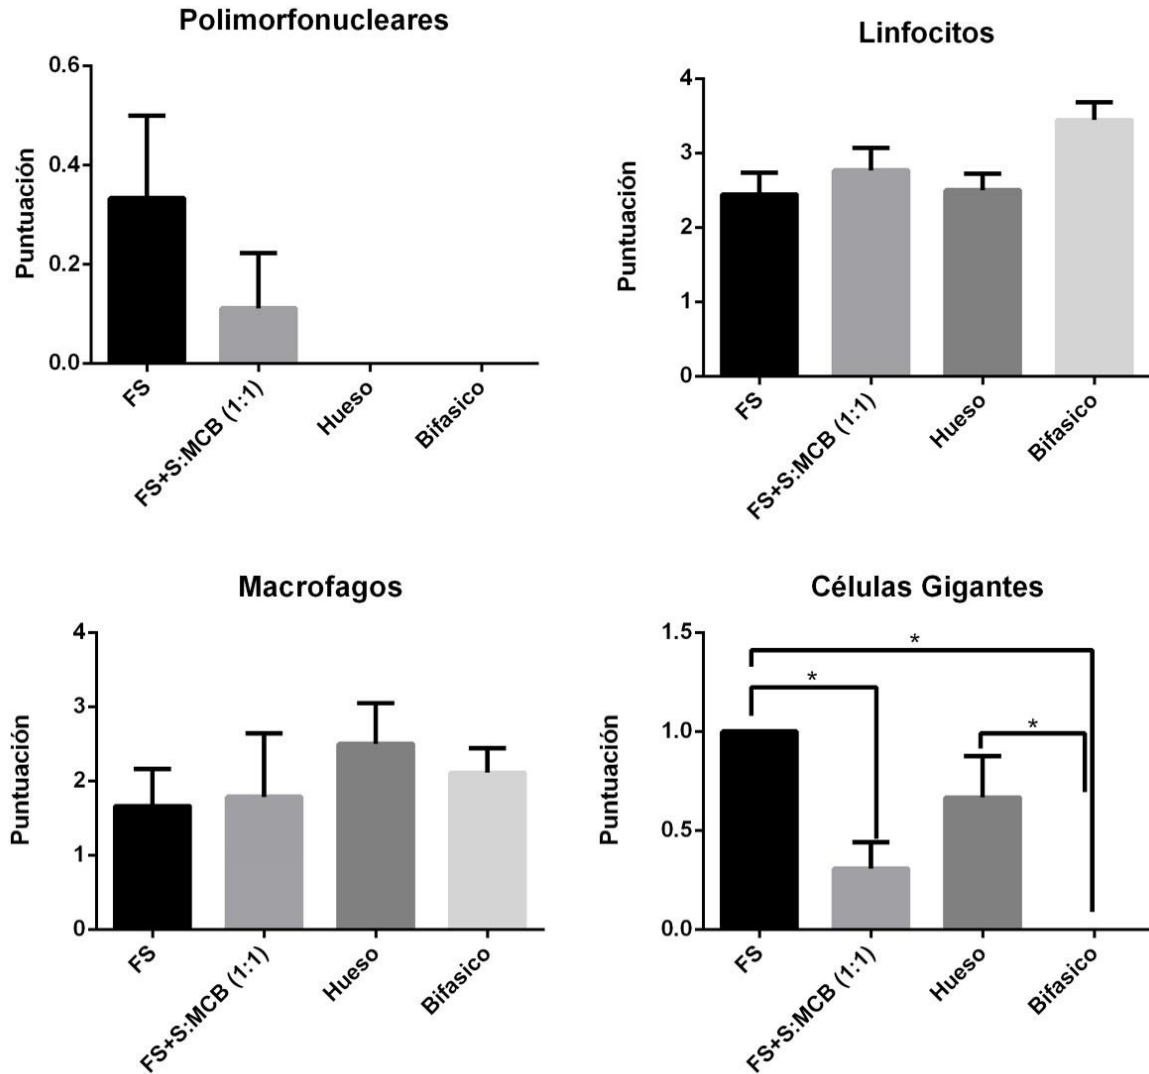 Polimorfonucleares
Puntuación
0.6
0.4
0.2
0.0
FS
FS+S:MCB (1:1)
Hueso
Bifasico
Linfocitos
Puntuación
4
3
2
1
0
FS
FS+S:MCB (1:1)
Hueso
Bifasico
Macrofagos
Puntuación
4
3
2
1
0
FS
FS+S:MCB (1:1)
Hueso
Bifasico
Células Gigantes
Puntuación
1.5
1.0
0.5
0.0
*
*
*
FS
FS+S:MCB (1:1)
Hueso
Bifasico